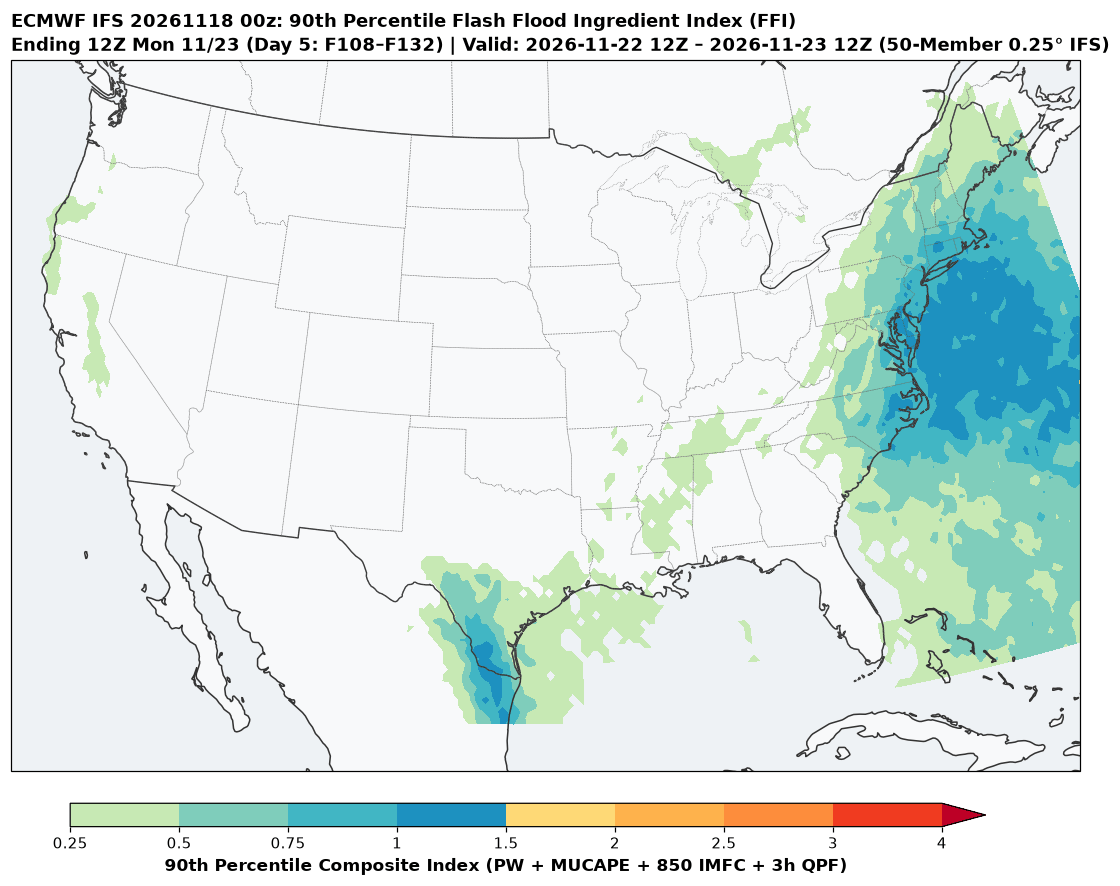 ECMWF IFS 20261118 00z: 90th Percentile Flash Flood Ingredient Index (FFI)
Ending 12Z Mon 11/23 (Day 5: F108–F132) | Valid: 2026-11-22 12Z – 2026-11-23 12Z (50-Member 0.25° IFS)
0.25 0.5 0.75 1 1.5 2 2.5 3 4
90th Percentile Composite Index (PW + MUCAPE + 850 IMFC + 3h QPF)